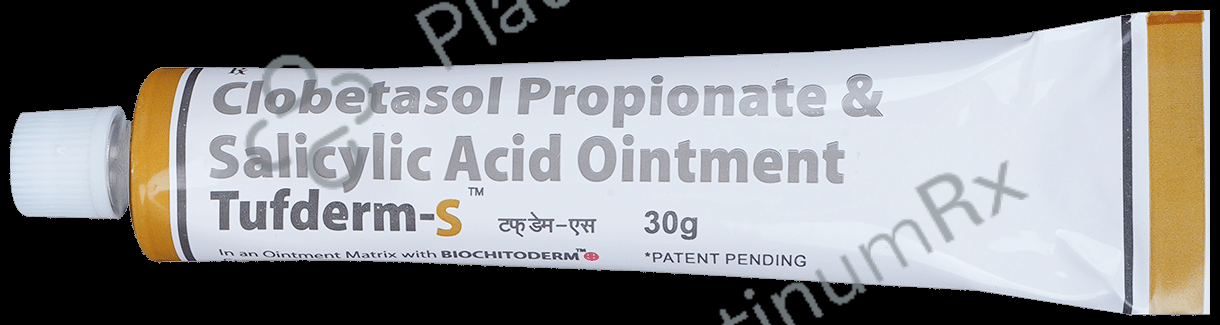 Rx
Clobetasol Propionate &
Salicylic Acid Ointment
Tufderm-S™ टफ्डेम-एस 30g
In an Ointment Matrix with BIOCHITODERM™
*PATENT PENDING
PlatinumRx